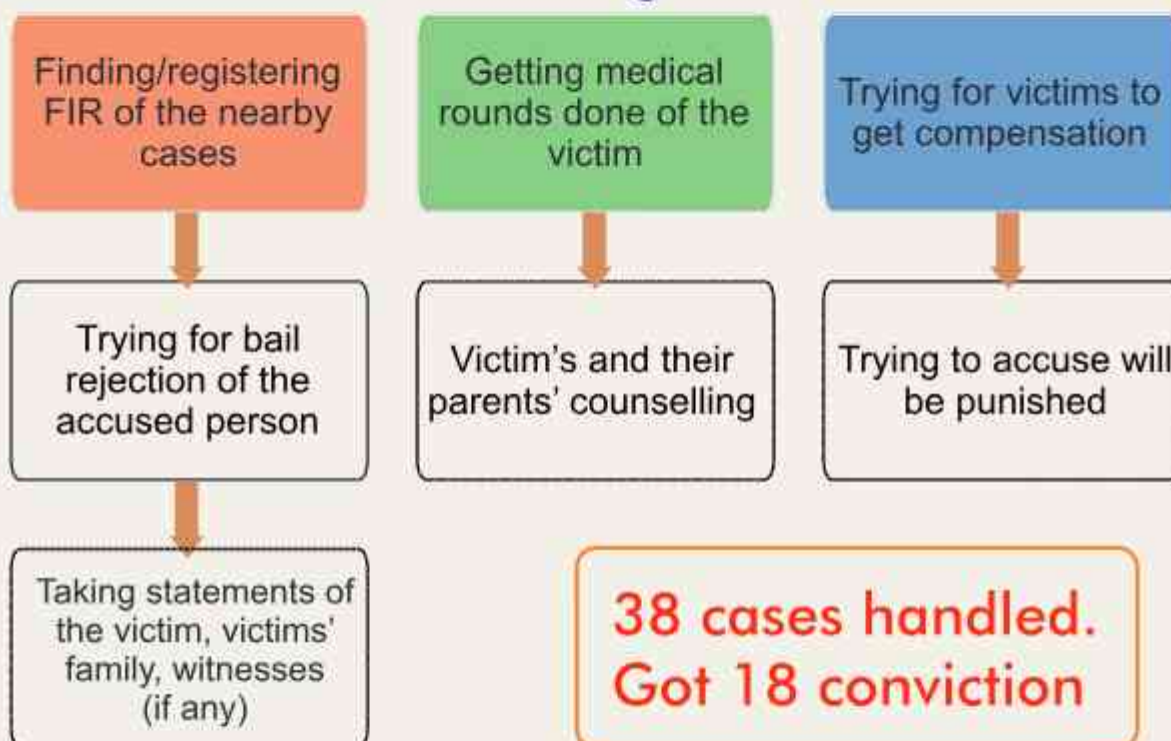 Finding/registering
FIR of the nearby
cases
Getting medical
rounds done of the
victim
Trying for victims to
get compensation
Trying for bail
rejection of the
accused person
Victim's and their
parents' counselling
Trying to accuse will
be punished
Taking statements of
the victim, victims'
family, witnesses
(if any)
38 cases handled.
Got 18 conviction